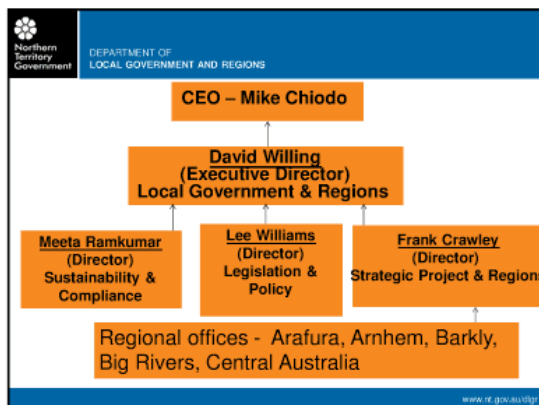 Northern
Territory
Government
DEPARTMENT OF
LOCAL GOVERNMENT AND REGIONS
CEO – Mike Chiodo
David Willing
(Executive Director)
Local Government & Regions
Meeta Ramkumar
(Director)
Sustainability &
Compliance
Lee Williams
(Director)
Legislation &
Policy
Frank Crawley
(Director)
Strategic Project & Regions
Regional offices - Arafura, Arnhem, Barkly,
Big Rivers, Central Australia
www.nt.gov.au/dlgr